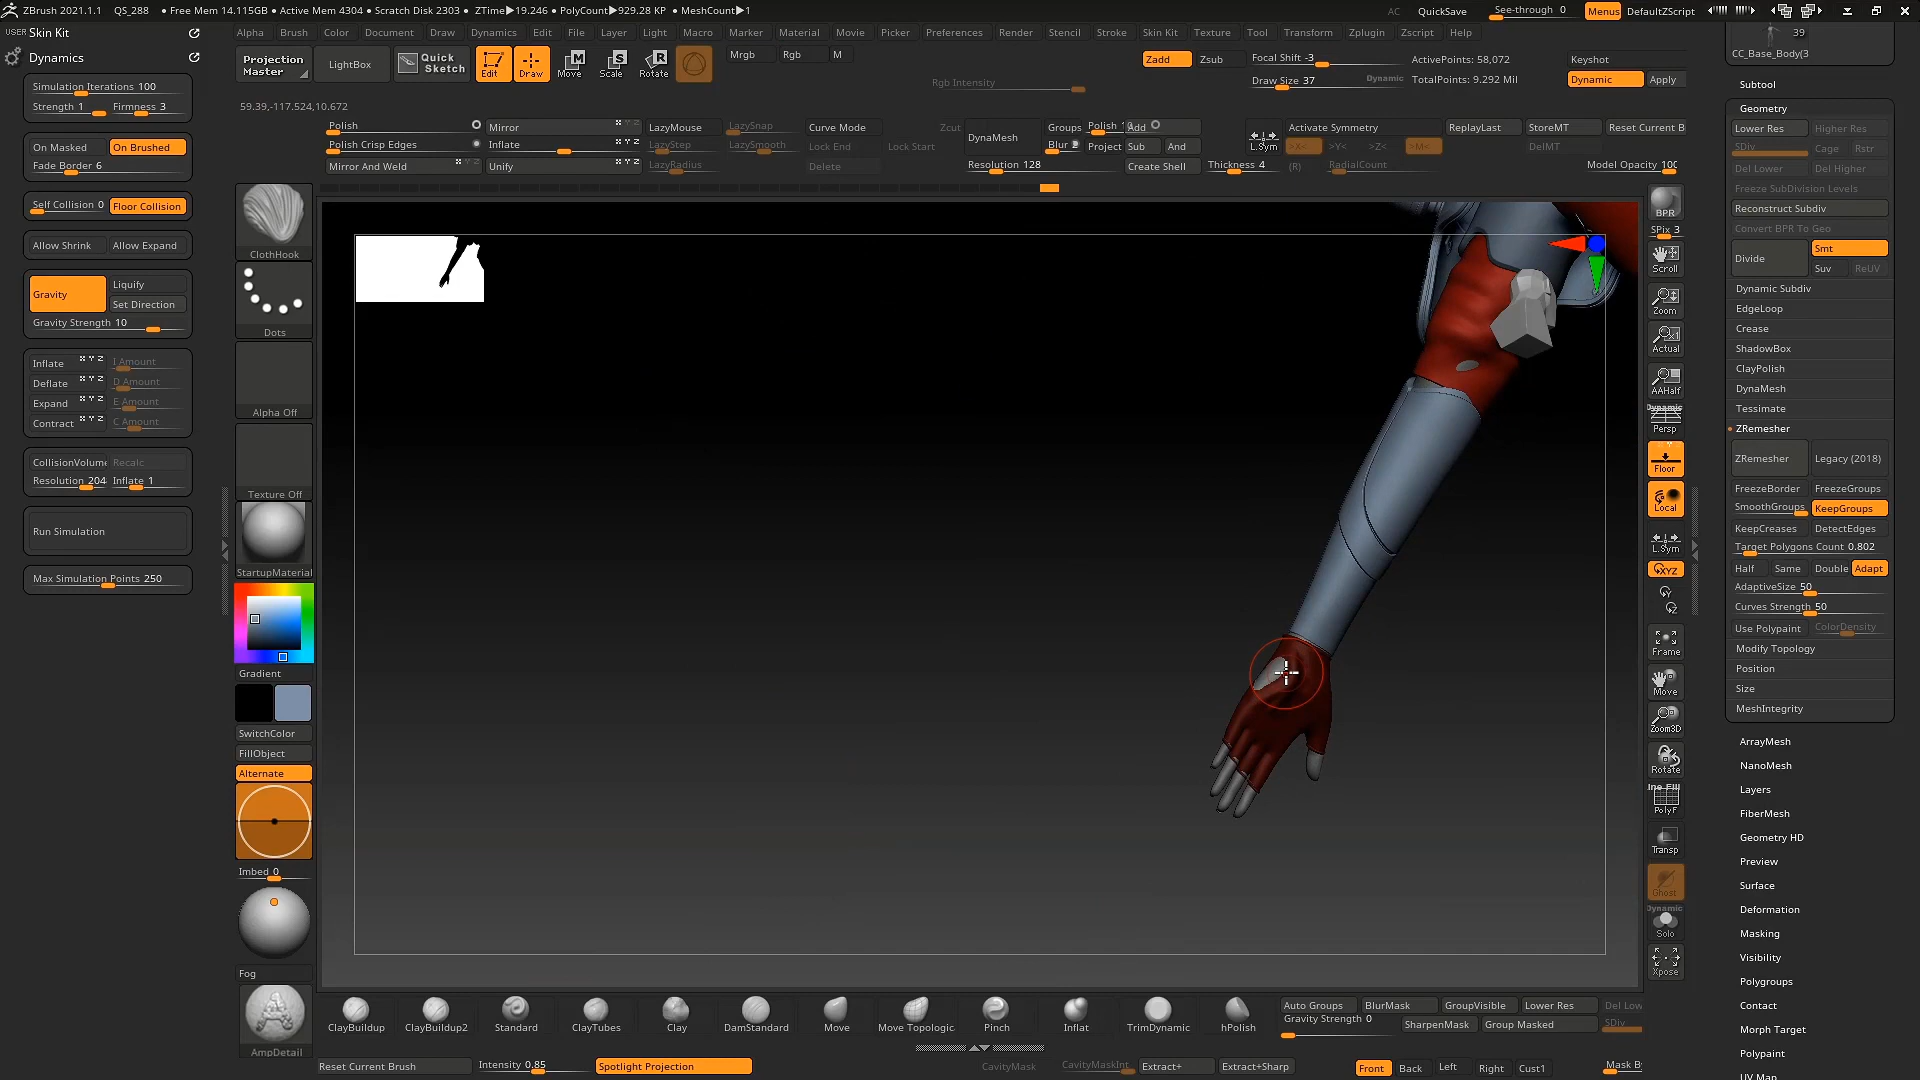 ZBrush 2021.1.1 QS_288 • Free Mem 14.115GB • Active Mem 4304 • Scratch Disk 2303 • ZTime▶19.246 • PolyCount▶929.28 KP • MeshCount▶1
AC QuickSave See-through 0 Menus DefaultZScript
USER Skin Kit
Alpha Brush Color Document Draw Dynamics Edit File Layer Light Macro Marker Material Movie Picker Preferences Render Stencil Stroke Skin Kit Texture Tool Transform Zplugin Zscript Help
Dynamics
Simulation Iterations 100
Strength 1 Firmness 3
On Masked On Brushed
Fade Border 6
Self Collision 0 Floor Collision
Allow Shrink Allow Expand
Gravity Liquify
Set Direction
Gravity Strength 10
Inflate X Y Z I Amount
Deflate X Y Z D Amount
Expand X Y Z E Amount
Contract X Y Z C Amount
CollisionVolume Recalc
Resolution 204 Inflate 1
Run Simulation
Max Simulation Points 250
Projection Master LightBox Quick Sketch Edit Draw Move Scale Rotate
Mrgb Rgb M
Rgb Intensity
Zadd Zsub
Focal Shift -3
Draw Size 37 Dynamic
ActivePoints: 58,072
TotalPoints: 9.292 Mil
Keyshot
Dynamic Apply
59.39,-117.524,10.672
Polish Mirror LazyMouse LazySnap Curve Mode Zcut DynaMesh Groups Polish Add L.Sym Activate Symmetry ReplayLast StoreMT Reset Current B
Polish Crisp Edges Inflate LazyStep LazySmooth Lock End Lock Start Blur Project Sub And >X< >Y< >Z< >M< DelMT
Mirror And Weld Unify LazyRadius Delete Resolution 128 Create Shell Thickness 4 (R) RadialCount Model Opacity 100
ClothHook
Dots
Alpha Off
Texture Off
StartupMaterial
Gradient
SwitchColor
FillObject
Alternate
Imbed 0
Fog
AmpDetail
BPR
SPix 3
Scroll
Zoom
Actual
AAHalf
Dynamic
Persp
Floor
Local
L.Sym
XYZ
Y
Z
Frame
Move
Zoom3D
Rotate
Line Fill
PolyF
Transp
Ghost
Dynamic
Solo
Xpose
39
CC_Base_Body(3
Subtool
Geometry
Lower Res Higher Res
SDiv Cage Rstr
Del Lower Del Higher
Freeze SubDivision Levels
Reconstruct Subdiv
Convert BPR To Geo
Divide Smt
Suv ReUV
Dynamic Subdiv
EdgeLoop
Crease
ShadowBox
ClayPolish
DynaMesh
Tessimate
ZRemesher
ZRemesher Legacy (2018)
FreezeBorder FreezeGroups
SmoothGroups KeepGroups
KeepCreases DetectEdges
Target Polygons Count 0.802
Half Same Double Adapt
AdaptiveSize 50
Curves Strength 50
Use Polypaint ColorDensity
Modify Topology
Position
Size
MeshIntegrity
ArrayMesh
NanoMesh
Layers
FiberMesh
Geometry HD
Preview
Surface
Deformation
Masking
Visibility
Polygroups
Contact
Morph Target
Polypaint
UV Map
ClayBuildup ClayBuildup2 Standard ClayTubes Clay DamStandard Move Move Topologic Pinch Inflat TrimDynamic hPolish
Auto Groups BlurMask GroupVisible Lower Res Del Low
Gravity Strength 0 SharpenMask Group Masked SDiv
Reset Current Brush Intensity 0.85 Spotlight Projection CavityMask CavityMaskInt Extract+ Extract+Sharp Front Back Left Right Cust1 Mask By